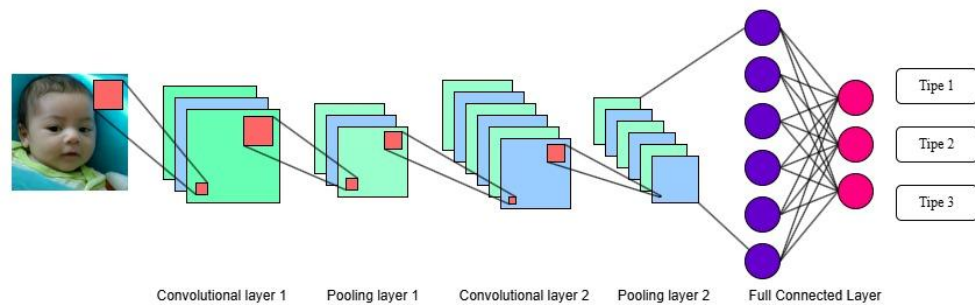 Tipe 1
Tipe 2
Tipe 3
Convolutional layer 1
Pooling layer 1
Convolutional layer 2
Pooling layer 2
Full Connected Layer